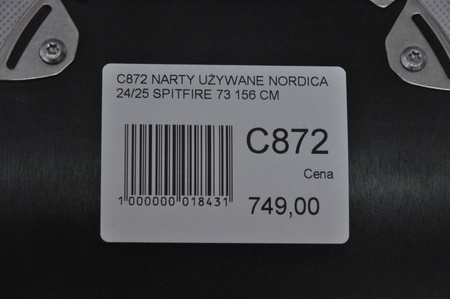 C872 NARTY UŻYWANE NORDICA
24/25 SPITFIRE 73 156 CM
C872
Cena
1 000000 018431
749,00